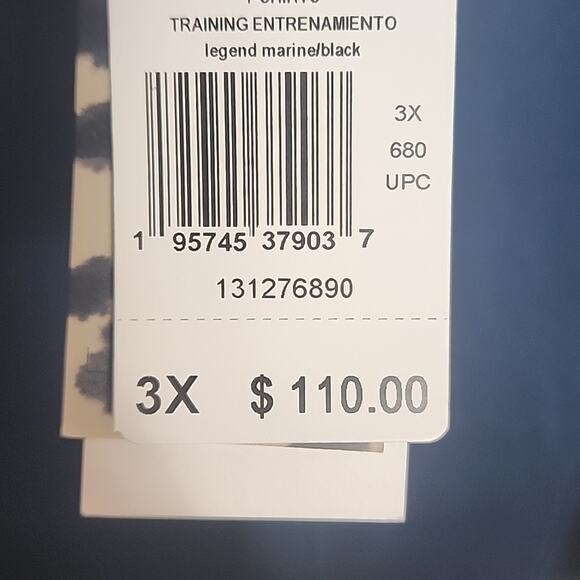 TRAINING ENTRENAMIENTO
legend marine/black
3X
680
UPC
1 95745 37903 7
131276890
3X $ 110.00